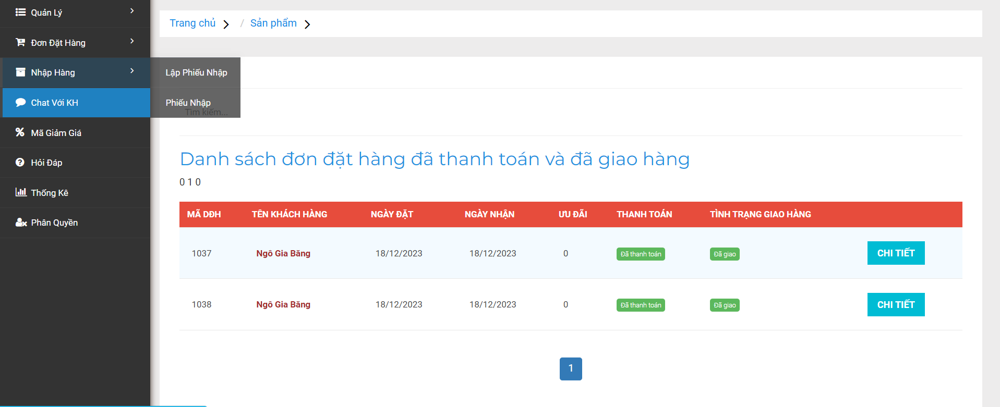 Quản Lý
Đơn Đặt Hàng
Nhập Hàng
Chat Với KH
Mã Giảm Giá
Hỏi Đáp
Thống Kê
Phân Quyền
Lập Phiếu Nhập
Phiếu Nhập
Trang chủ / Sản phẩm
Tìm kiếm...
Danh sách đơn đặt hàng đã thanh toán và đã giao hàng
0 1 0
MÃ DĐH TÊN KHÁCH HÀNG NGÀY ĐẶT NGÀY NHẬN ƯU ĐÃI THANH TOÁN TÌNH TRẠNG GIAO HÀNG
1037 Ngô Gia Băng 18/12/2023 18/12/2023 0 Đã thanh toán Đã giao CHI TIẾT
1038 Ngô Gia Băng 18/12/2023 18/12/2023 0 Đã thanh toán Đã giao CHI TIẾT
1